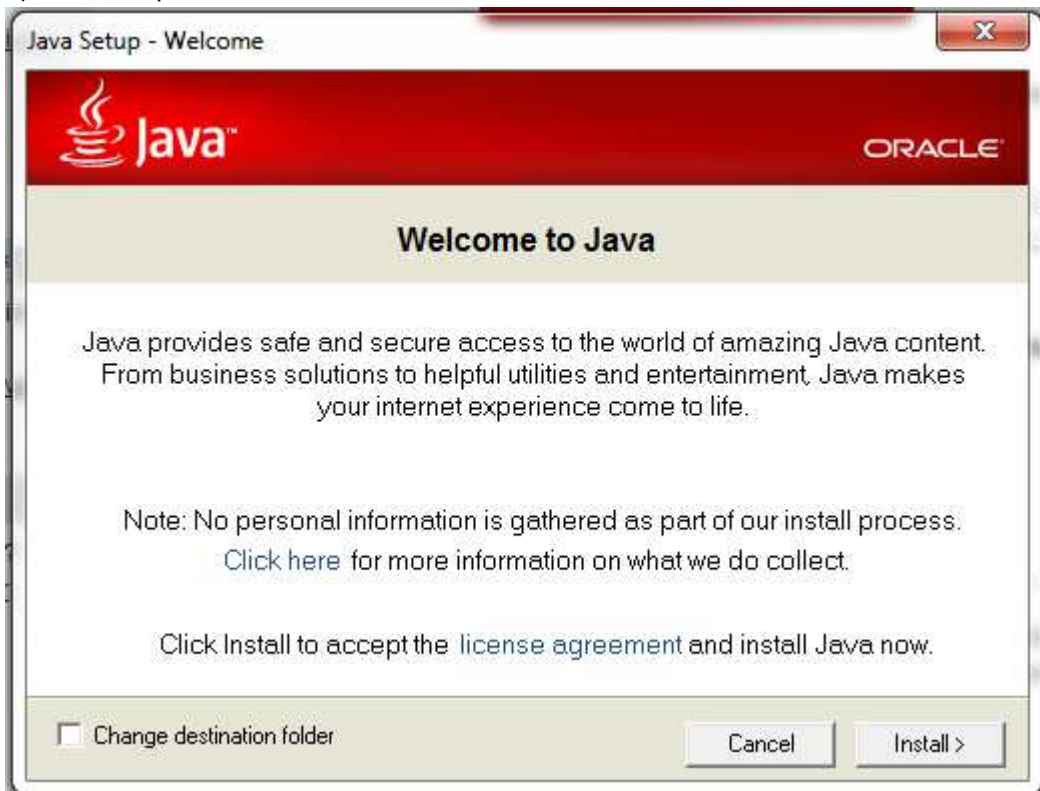 Java Setup - Welcome
Java™
ORACLE
Welcome to Java
Java provides safe and secure access to the world of amazing Java content.
From business solutions to helpful utilities and entertainment, Java makes
your internet experience come to life.
Note: No personal information is gathered as part of our install process.
Click here for more information on what we do collect.
Click Install to accept the license agreement and install Java now.
Change destination folder
Cancel
Install >